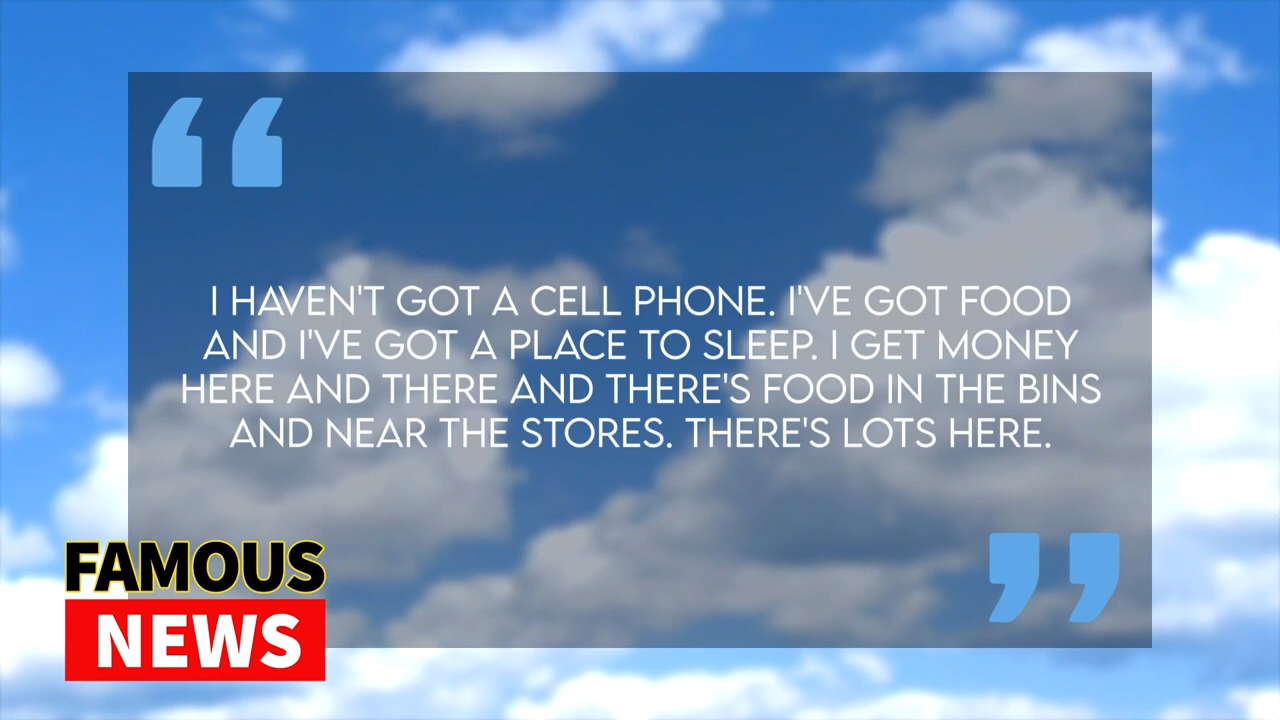 I HAVEN'T GOT A CELL PHONE. I'VE GOT FOOD
AND I'VE GOT A PLACE TO SLEEP. I GET MONEY
HERE AND THERE AND THERE'S FOOD IN THE BINS
AND NEAR THE STORES. THERE'S LOTS HERE.
FAMOUS
NEWS